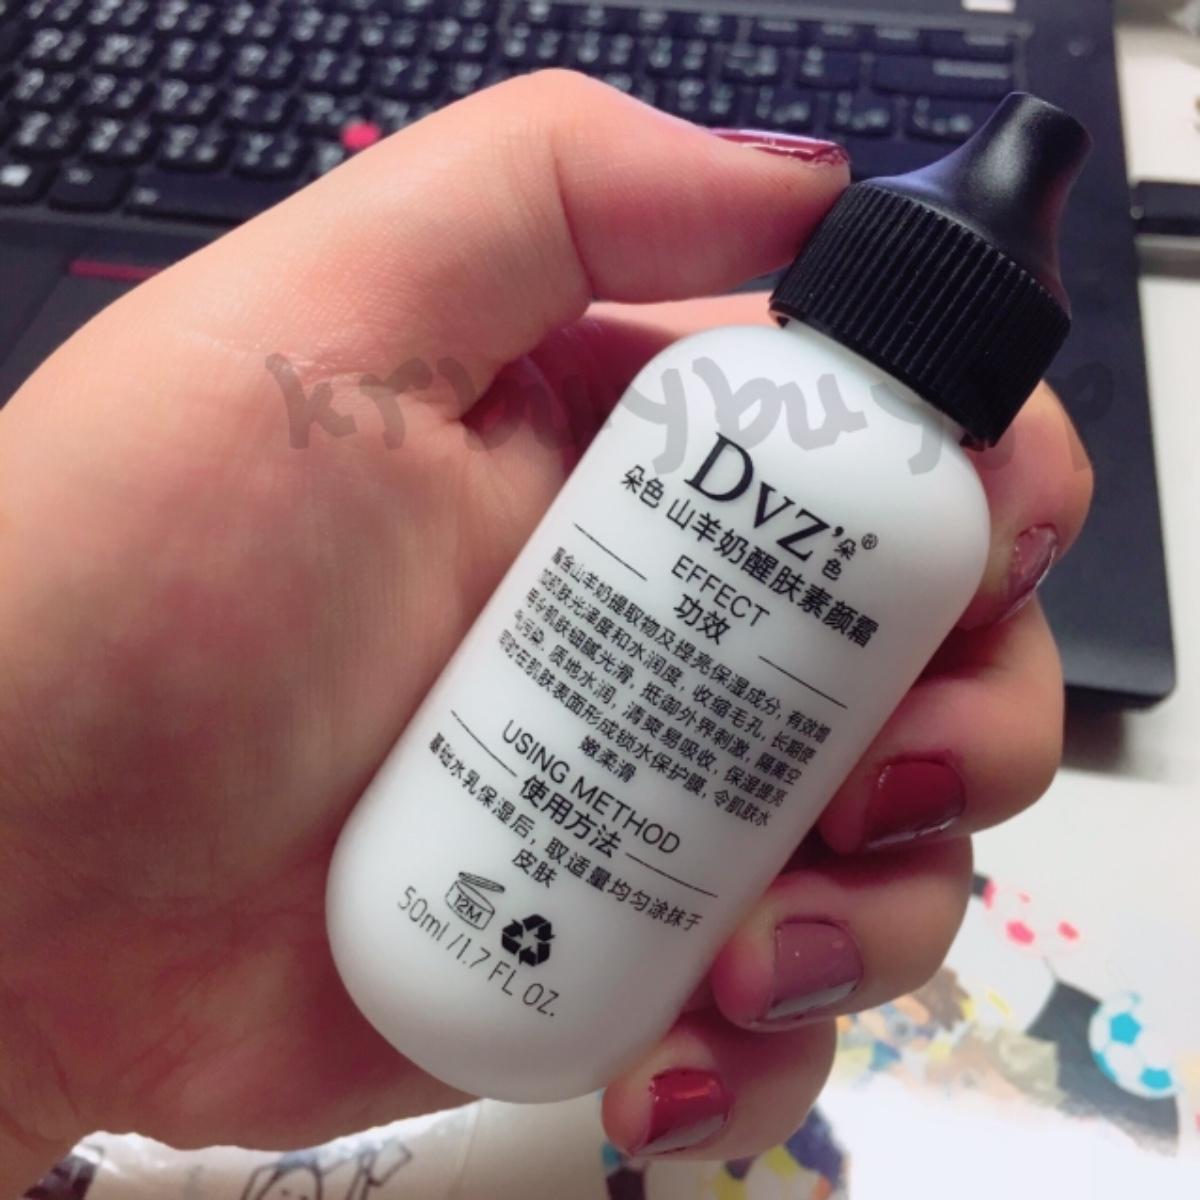 DVZ'朵色®
朵色 山羊奶醒肤素颜霜
EFFECT
功效
蕴含山羊奶提取物及提亮保湿成分，有效增
加肌肤光泽度和水润度，收缩毛孔，长期使
用令肌肤细腻光滑，抵御外界刺激，隔离空
气污染，质地水润，清爽易吸收，保湿提亮
同时在肌肤表面形成锁水保护膜，令肌肤水
嫩柔滑
USING METHOD
使用方法
基础水乳保湿后，取适量均匀涂抹于
皮肤
12M
50ml /1.7 FL OZ.